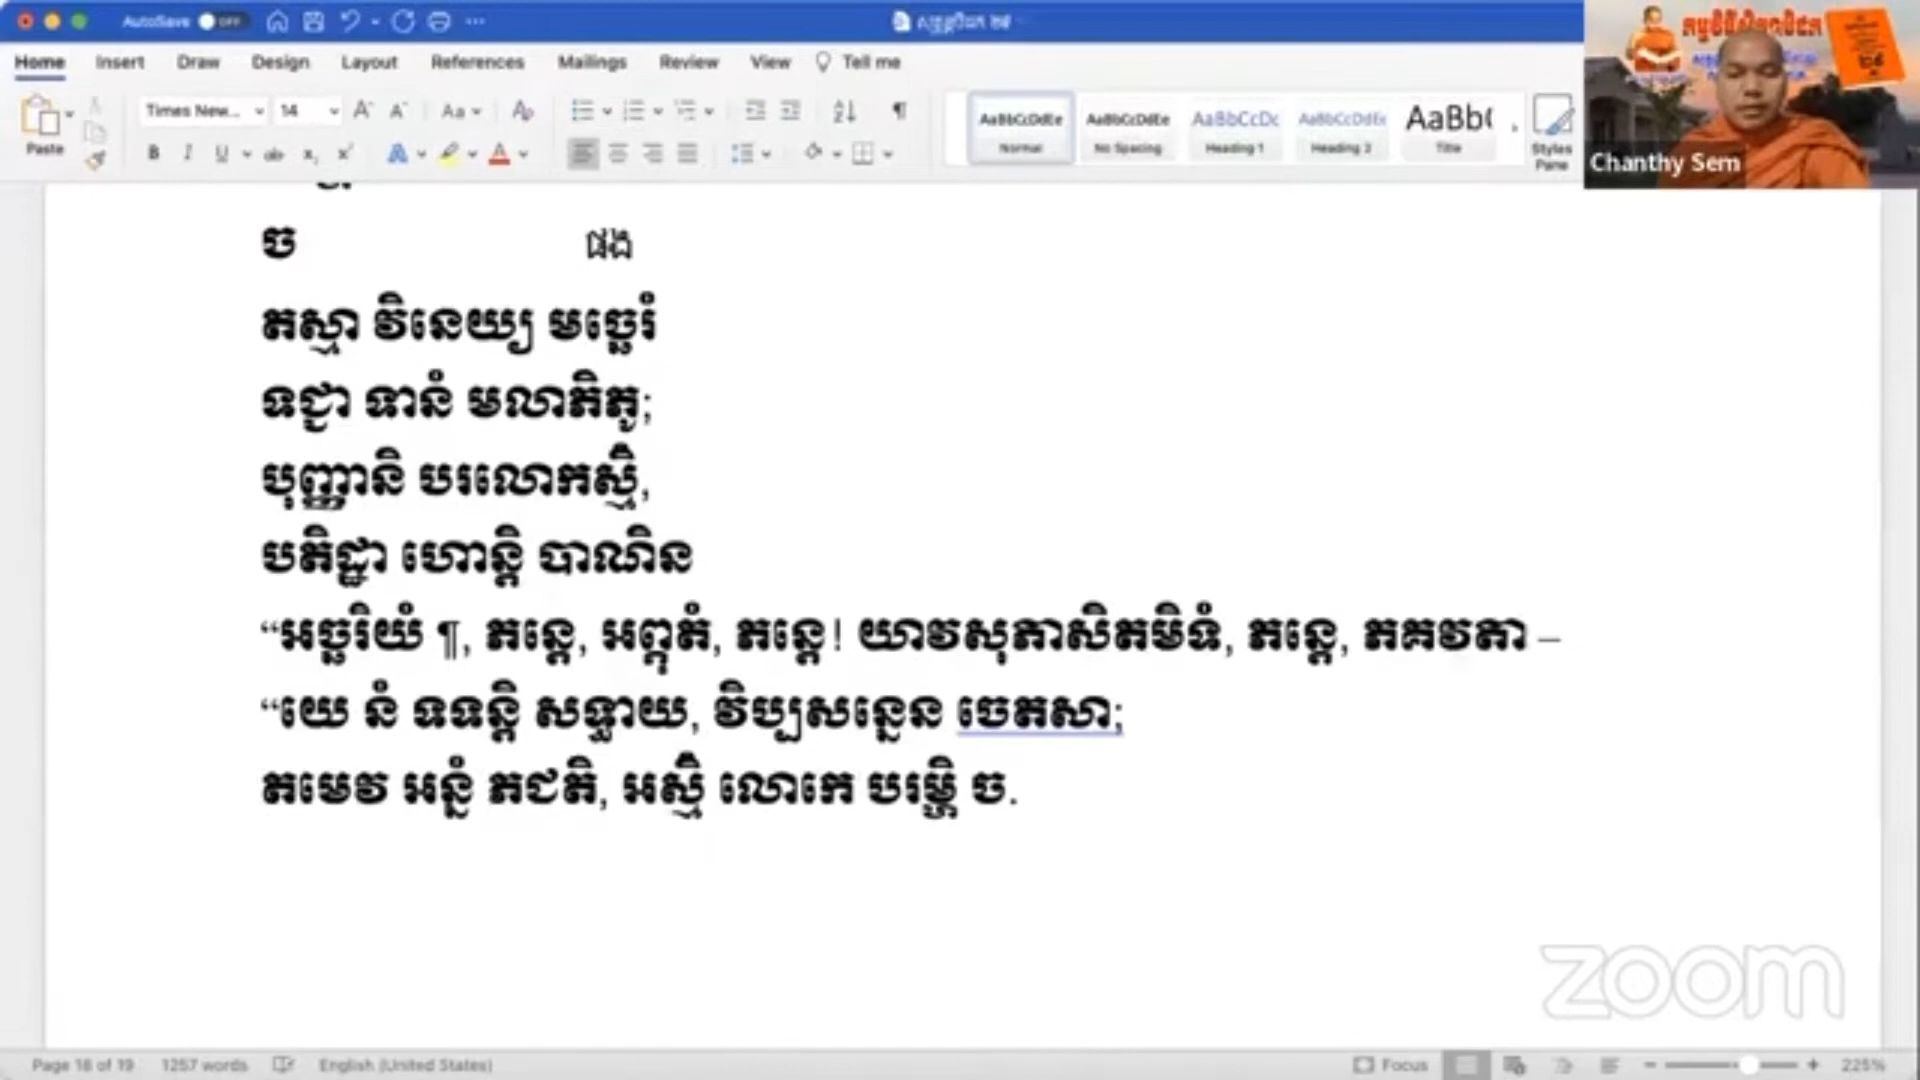 AutoSave OFF
Home Insert Draw Design Layout References Mailings Review View Tell me
Times New... 14
Paste
AaBbCcDdEe AaBbCcDdEe AaBbCcDc AaBbCcDdEe AaBb(
Normal No Spacing Heading 1 Heading 2 Title
Styles Pane
Chanthy Sem
ច ផង
តស្មា វិនេយ្យ មច្ឆេរំ
ទជ្ជា ទានំ មលាភិភូ;
បុញ្ញានិ បរលោកស្មិំ,
បតិដ្ឋា ហោន្តិ បាណិន
“អច្ឆរិយំ ¶, ភន្តេ, អព្ភុតំ, ភន្តេ! យាវសុភាសិតមិទំ, ភន្តេ, ភគវតា –
“យេ នំ ទទន្តិ សទ្ធាយ, វិប្បសន្នេន ចេតសា;
តមេវ អន្នំ ភជតិ, អស្មិំ លោកេ បរម្ហិ ច.
zoom
Page 18 of 19 1257 words English (United States) Focus 225%